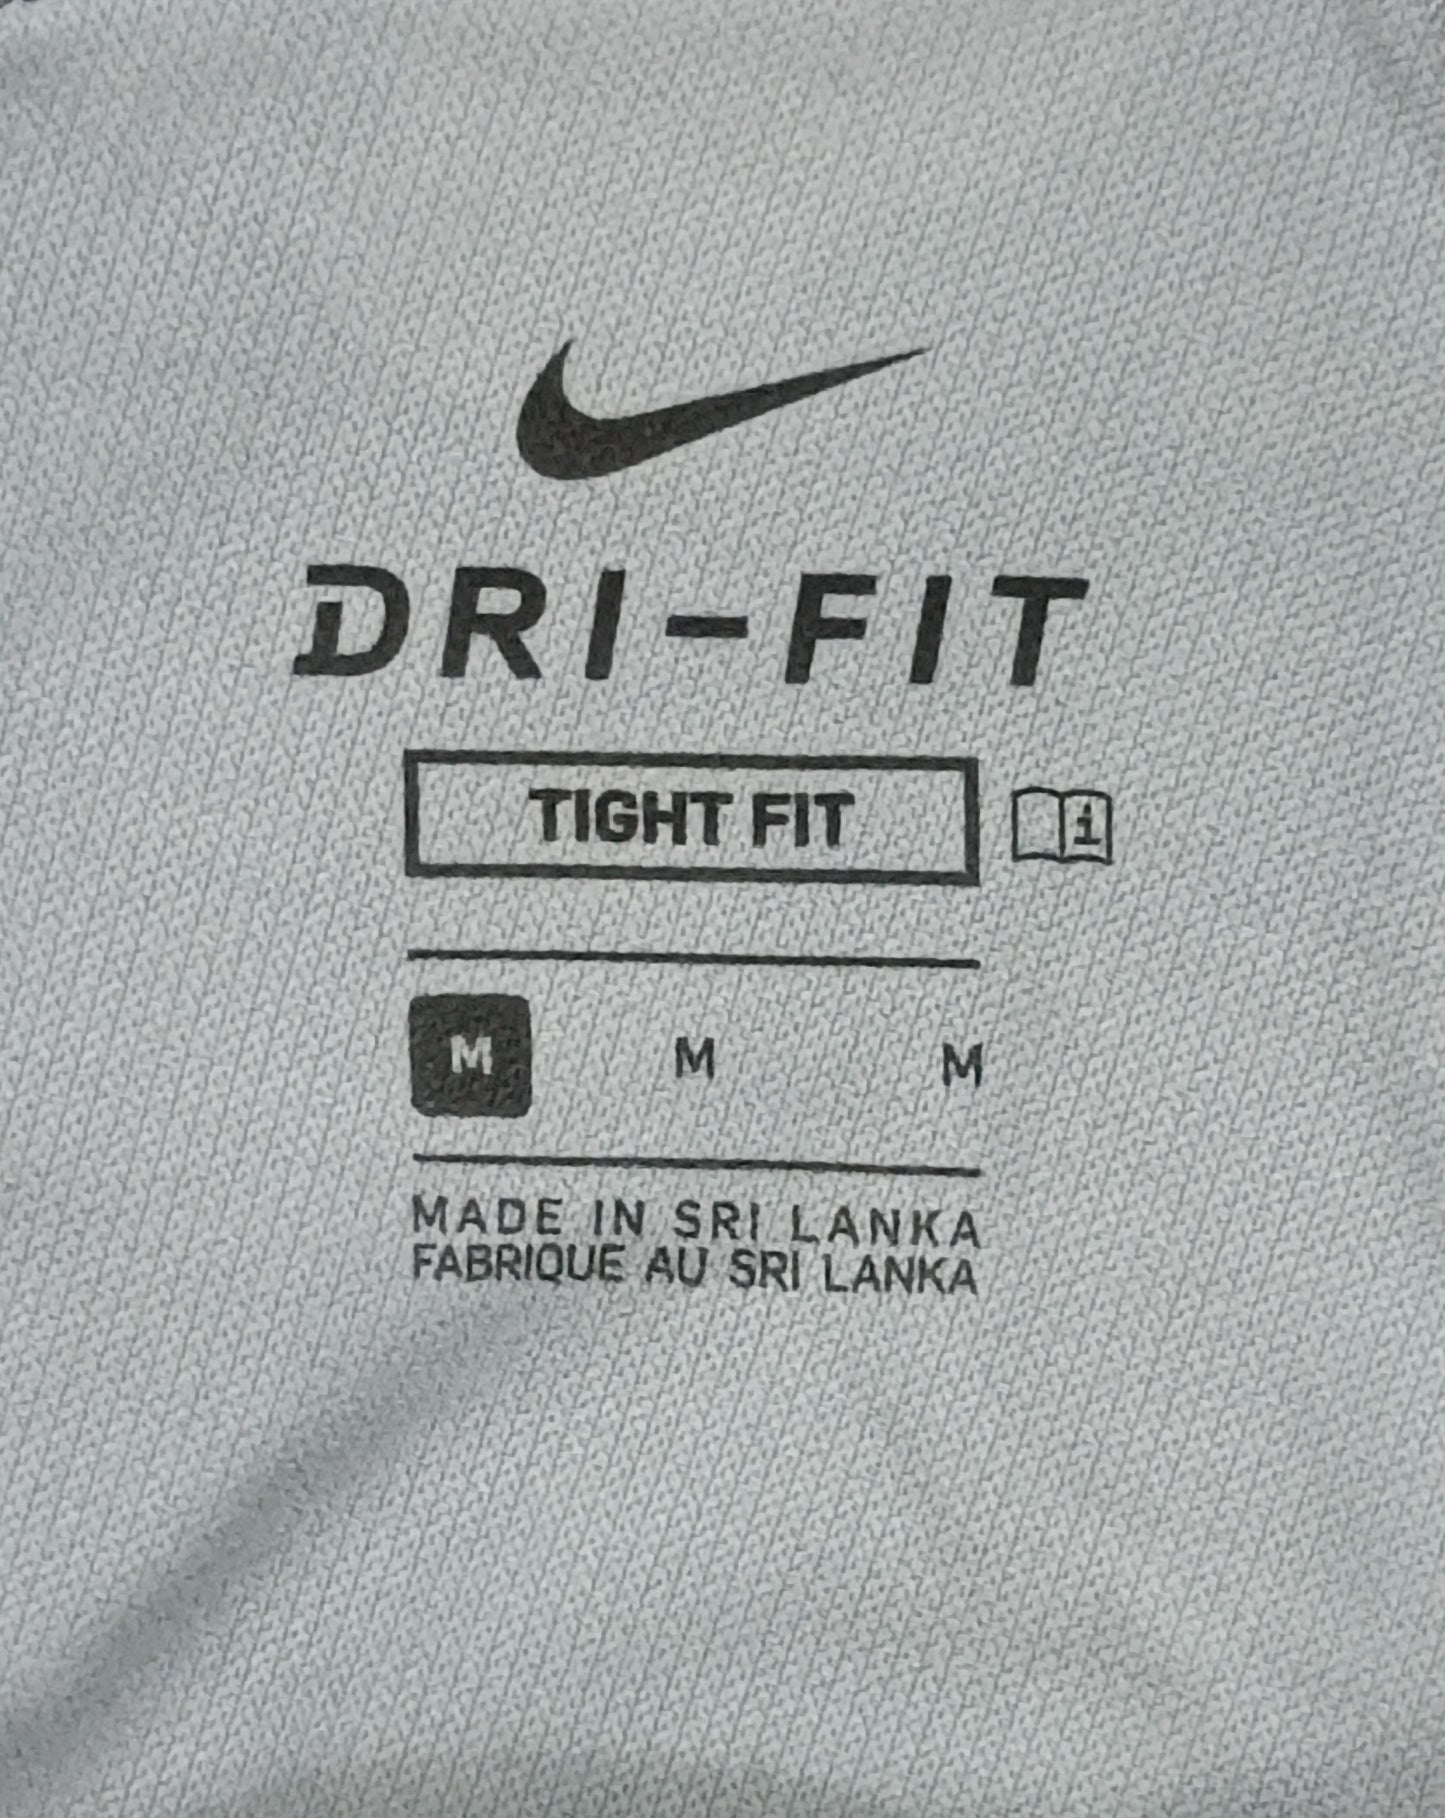 DRI-FIT
TIGHT FIT i
M M M
MADE IN SRI LANKA
FABRIQUE AU SRI LANKA